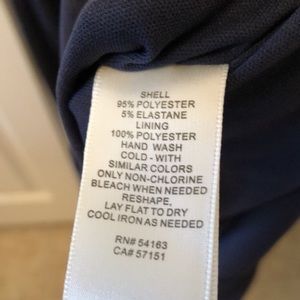 SHELL
95% POLYESTER
5% ELASTANE
LINING
100% POLYESTER
HAND WASH
COLD - WITH
SIMILAR COLORS
ONLY NON-CHLORINE
BLEACH WHEN NEEDED
RESHAPE,
LAY FLAT TO DRY
COOL IRON AS NEEDED
RN# 54163
CA# 57151